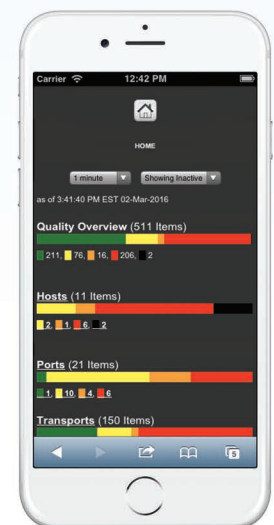 Carrier 12:42 PM
HOME
1 minute Showing Inactive
as of 3:41:40 PM EST 02-Mar-2016
Quality Overview (511 Items)
211, 76, 16, 206, 2
Hosts (11 Items)
2, 1, 6, 2
Ports (21 Items)
1, 10, 4, 6
Transports (150 Items)
5